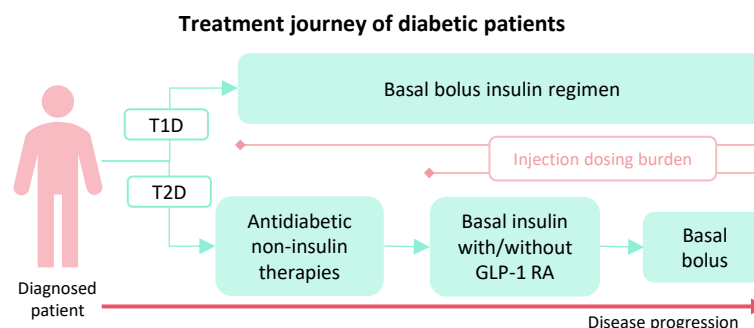 Treatment journey of diabetic patients
Basal bolus insulin regimen
T1D
Injection dosing burden
T2D
Antidiabetic
non-insulin
therapies
Basal insulin
with/without
GLP-1 RA
Basal
bolus
Diagnosed
patient
Disease progression